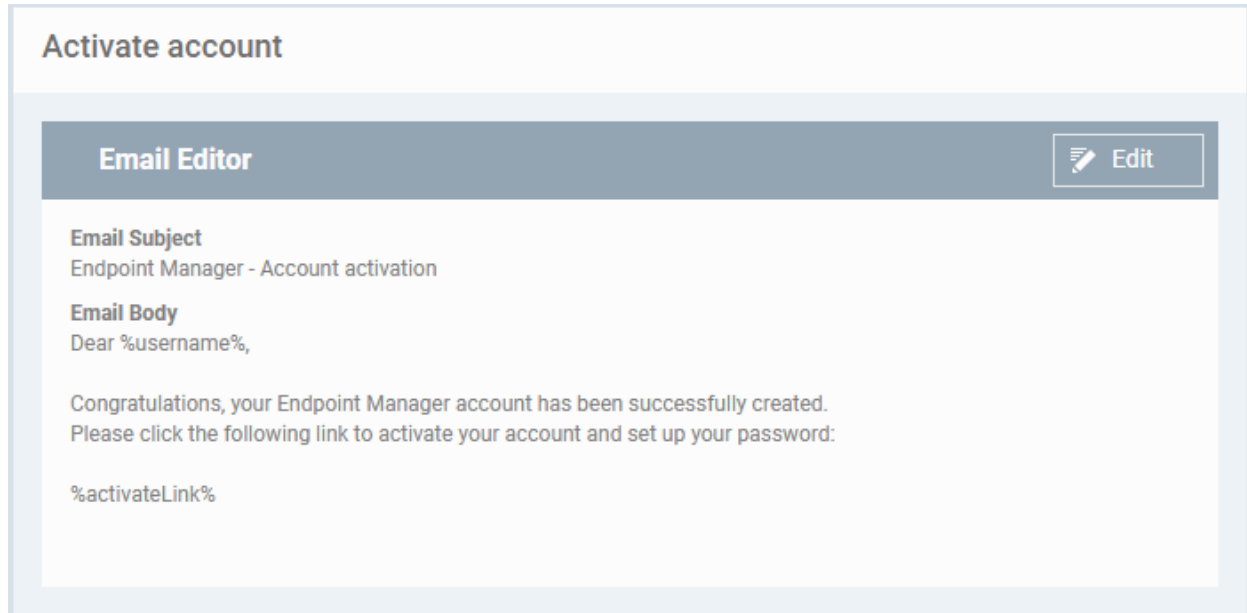 Activate account
Email Editor
Edit
Email Subject
Endpoint Manager - Account activation
Email Body
Dear %username%,
Congratulations, your Endpoint Manager account has been successfully created.
Please click the following link to activate your account and set up your password:
%activateLink%